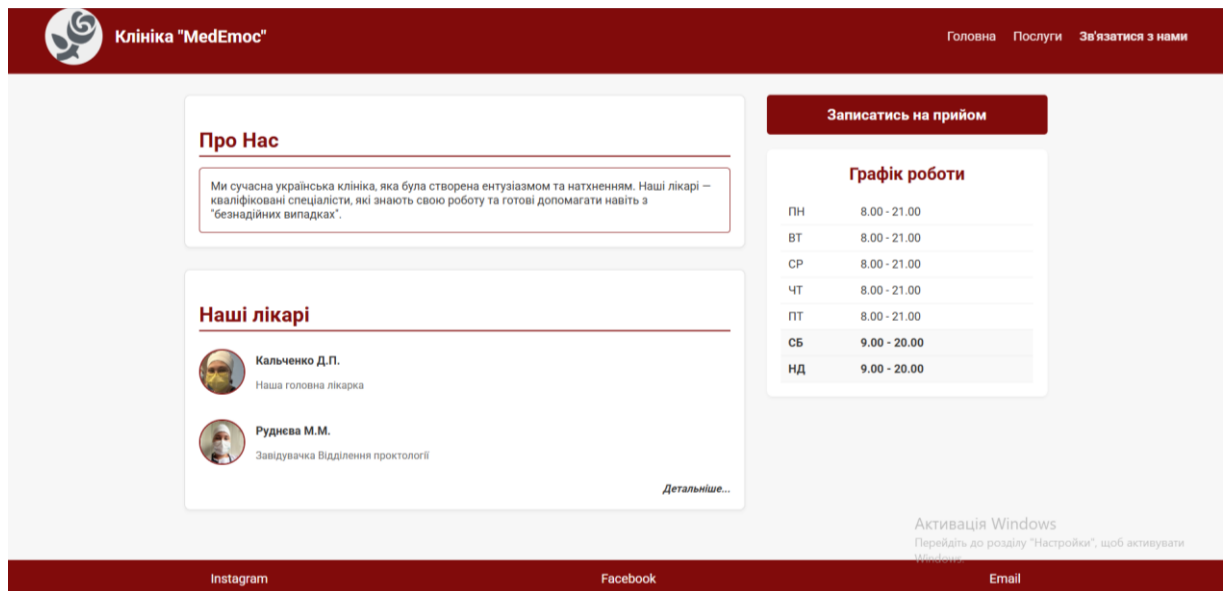 Клініка "MedEmoc"
Головна Послуги Зв'язатися з нами
Про Нас
Ми сучасна українська клініка, яка була створена ентузіазмом та натхненням. Наші лікарі —
кваліфіковані спеціалісти, які знають свою роботу та готові допомагати навіть з
"безнадійних випадках".
Наші лікарі
Кальченко Д.П.
Наша головна лікарка
Руднєва М.М.
Завідувачка Відділення проктології
Детальніше...
Записатись на прийом
Графік роботи
ПН 8.00 - 21.00
ВТ 8.00 - 21.00
СР 8.00 - 21.00
ЧТ 8.00 - 21.00
ПТ 8.00 - 21.00
СБ 9.00 - 20.00
НД 9.00 - 20.00
Активація Windows
Перейдіть до розділу "Настройки", щоб активувати
Windows.
Instagram Facebook Email